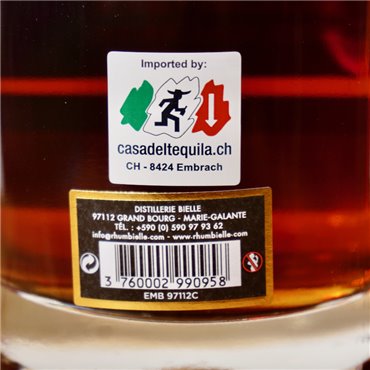 Imported by:
casadeltequila.ch
CH - 8424 Embrach
DISTILLERIE BIELLE
97112 GRAND BOURG - MARIE-GALANTE
TÉL. : +590 (0) 590 97 93 62
info@rhumbielle.com - www.rhumbielle.com
3 760002 990958
EMB 97112C